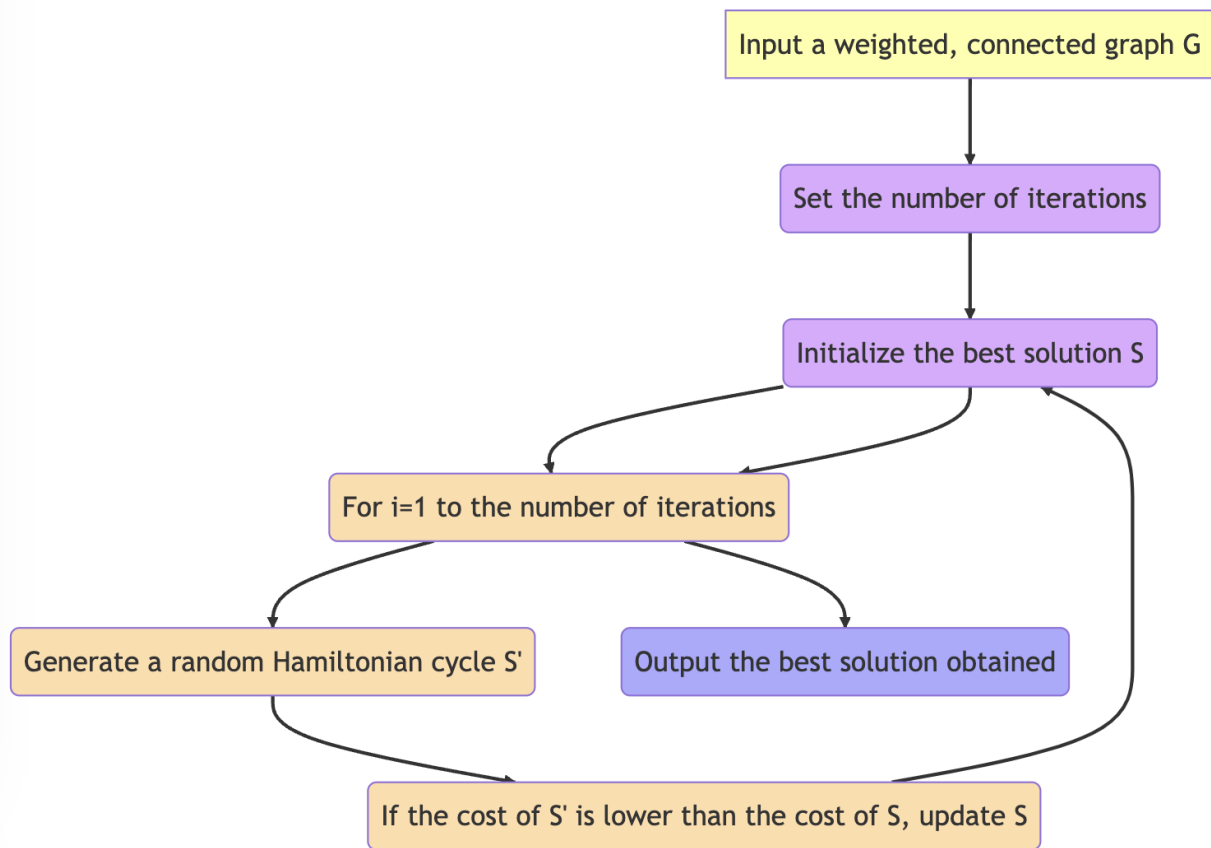 Input a weighted, connected graph G
Set the number of iterations
Initialize the best solution S
For i=1 to the number of iterations
Generate a random Hamiltonian cycle S'
Output the best solution obtained
If the cost of S' is lower than the cost of S, update S